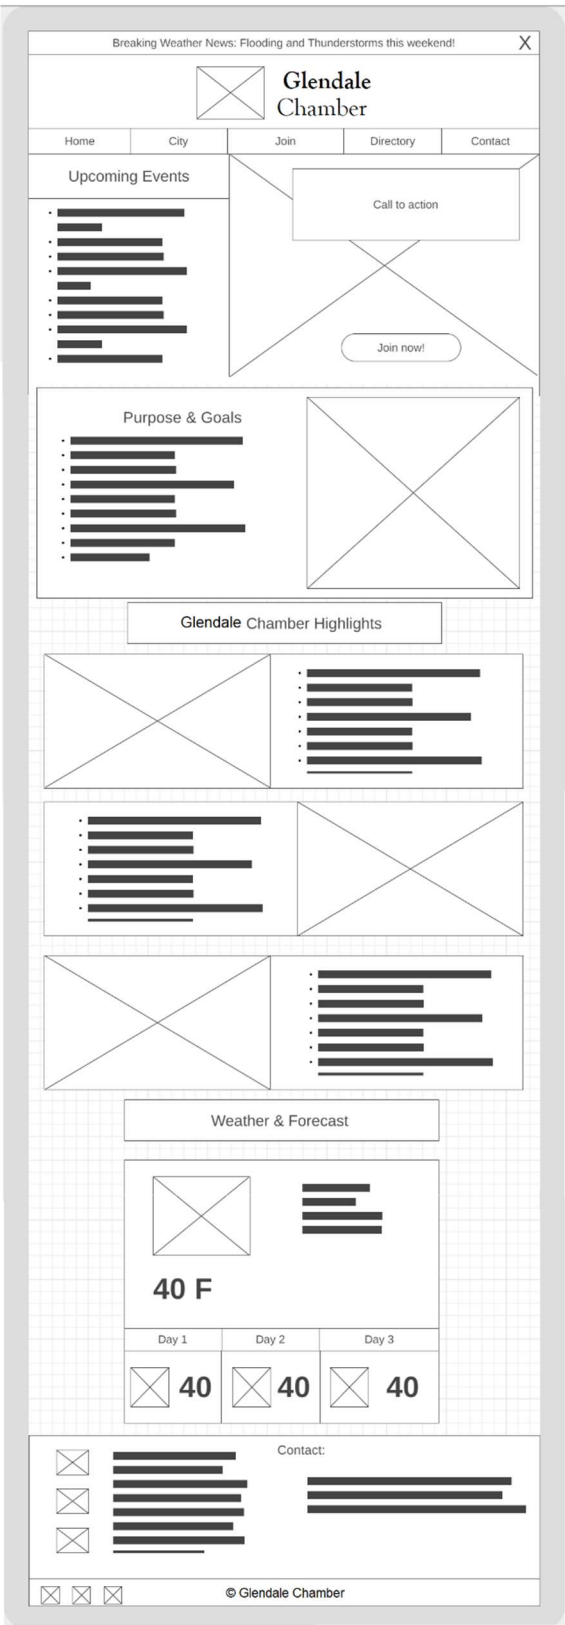 Breaking Weather News: Flooding and Thunderstorms this weekend! X
Glendale
Chamber
Home City Join Directory Contact
Upcoming Events
Call to action
Join now!
Purpose & Goals
Glendale Chamber Highlights
Weather & Forecast
40 F
Day 1 Day 2 Day 3
40 40 40
Contact:
© Glendale Chamber